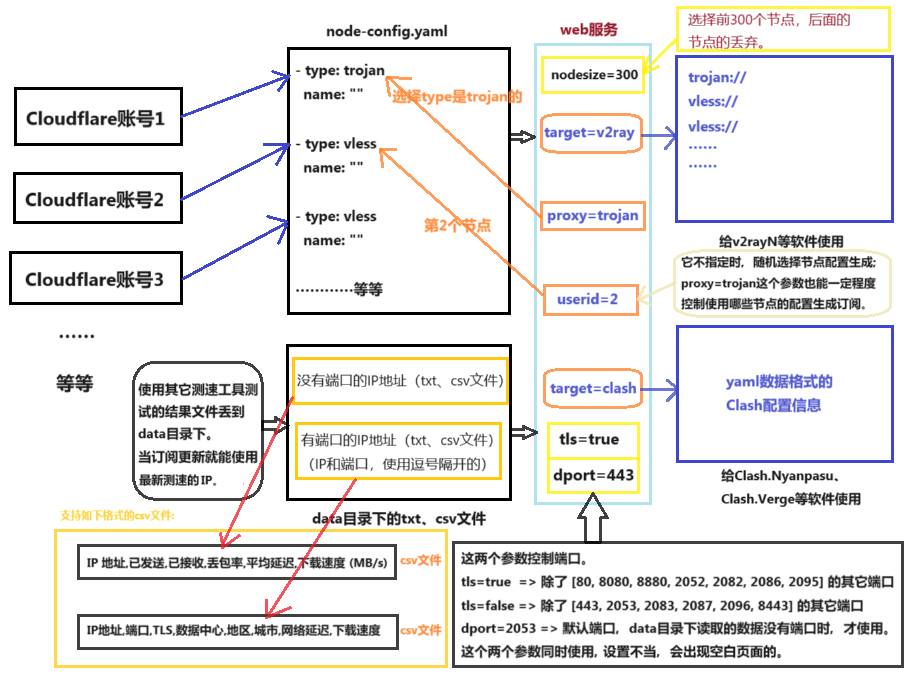 node-config.yaml
web服务
选择前300个节点，后面的
节点的丢弃。
Cloudflare账号1
Cloudflare账号2
Cloudflare账号3
……
等等
- type: trojan
name: ""
选择type是trojan的
- type: vless
name: ""
第2个节点
- type: vless
name: ""
…………等等
nodesize=300
target=v2ray
proxy=trojan
userid=2
trojan://
vless://
vless://
……
……
给v2rayN等软件使用
它不指定时，随机选择节点配置生成;
proxy=trojan这个参数也能一定程度
控制使用哪些节点的配置生成订阅。
使用其它测速工具测
试的结果文件丢到
data目录下。
当订阅更新就能使用
最新测速的 IP。
没有端口的IP地址（txt、csv文件）
有端口的IP地址（txt、csv文件）
（IP和端口，使用逗号隔开的）
data目录下的txt、csv文件
target=clash
tls=true
dport=443
yaml数据格式的
Clash配置信息
给Clash.Nyanpasu、
Clash.Verge等软件使用
支持如下格式的csv文件:
IP 地址,已发送,已接收,丢包率,平均延迟,下载速度 (MB/s)
csv文件
IP地址,端口,TLS,数据中心,地区,城市,网络延迟,下载速度
csv文件
这两个参数控制端口。
tls=true => 除了 [80, 8080, 8880, 2052, 2082, 2086, 2095] 的其它端口
tls=false => 除了 [443, 2053, 2083, 2087, 2096, 8443] 的其它端口
dport=2053 => 默认端口，data目录下读取的数据没有端口时，才使用。
这个两个参数同时使用, 设置不当，会出现空白页面的。